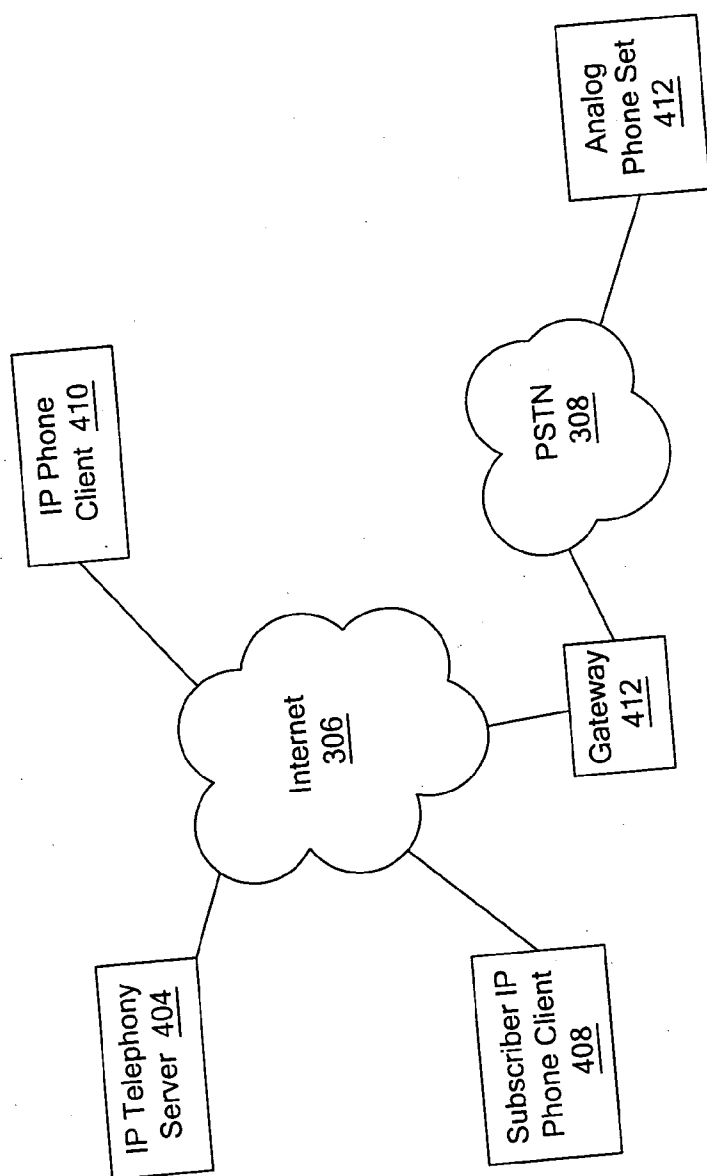 IP Telephony
Server 404
IP Phone
Client 410
Internet
306
Subscriber IP
Phone Client
408
Gateway
412
PSTN
308
Analog
Phone Set
412